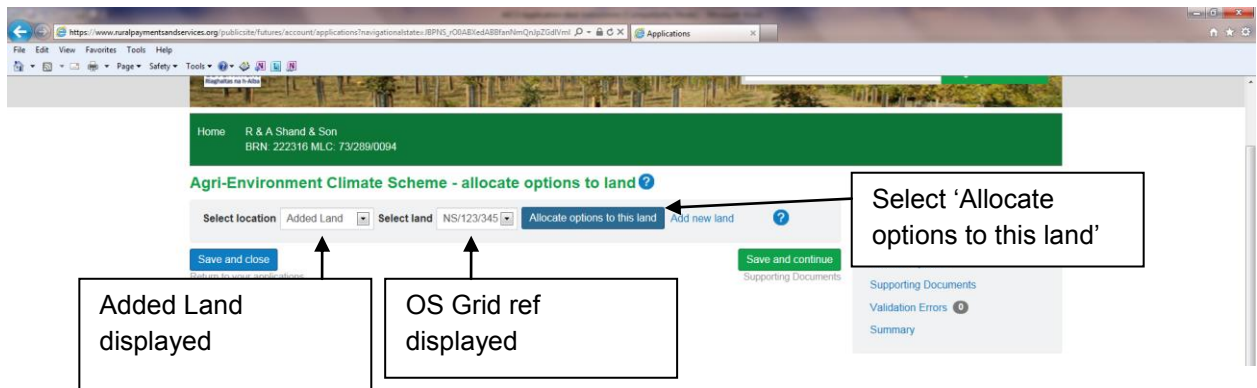 https://www.ruralpaymentsandservices.org/publicsite/futures/account/applications?navigationalstate=JBPNS_
Applications
File Edit View Favorites Tools Help
Page Safety Tools
Riaghaltas na h-Alba
Home R & A Shand & Son
BRN: 222316 MLC: 73/289/0094
Agri-Environment Climate Scheme - allocate options to land ?
Select location Added Land Select land NS/123/345 Allocate options to this land Add new land ?
Select 'Allocate
options to this land'
Save and close
Return to your applications
Save and continue
Supporting Documents
Supporting Documents
Validation Errors 0
Summary
Added Land
displayed
OS Grid ref
displayed